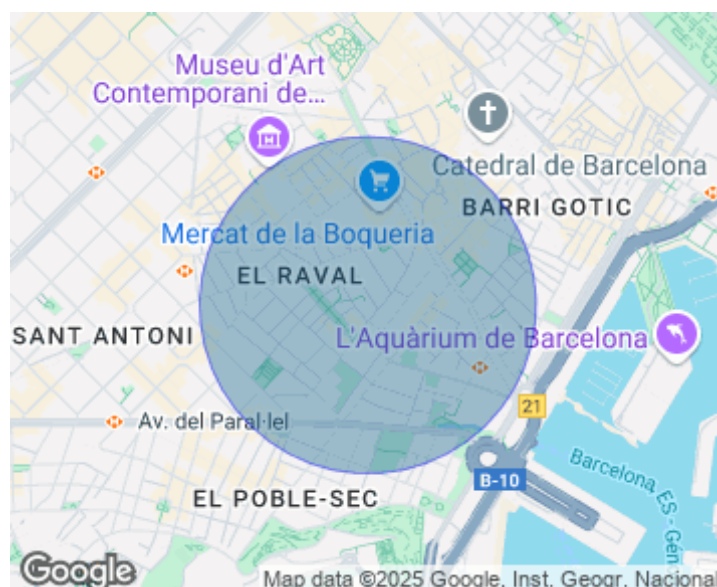 Museu d'Art
Contemporani de...
Catedral de Barcelona
BARRI GOTIC
Mercat de la Boqueria
EL RAVAL
SANT ANTONI
L'Aquàrium de Barcelona
21
Av. del Paral·lel
B-10
Barcelona, ES - Gén
EL POBLE-SEC
Google
Map data ©2025 Google, Inst. Geogr. Nacional